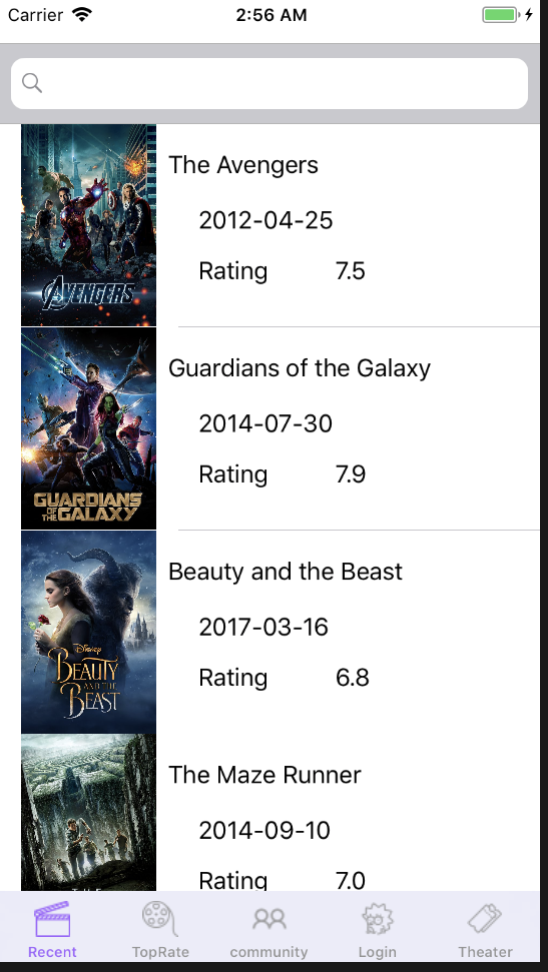 Carrier 2:56 AM
The Avengers
2012-04-25
Rating 7.5
AVENGERS
Guardians of the Galaxy
2014-07-30
Rating 7.9
GUARDIANS
OF THE GALAXY
Beauty and the Beast
2017-03-16
Rating 6.8
Disney
BEAUTY
AND THE
BEAST
The Maze Runner
2014-09-10
Rating 7.0
THE
Recent TopRate community Login Theater